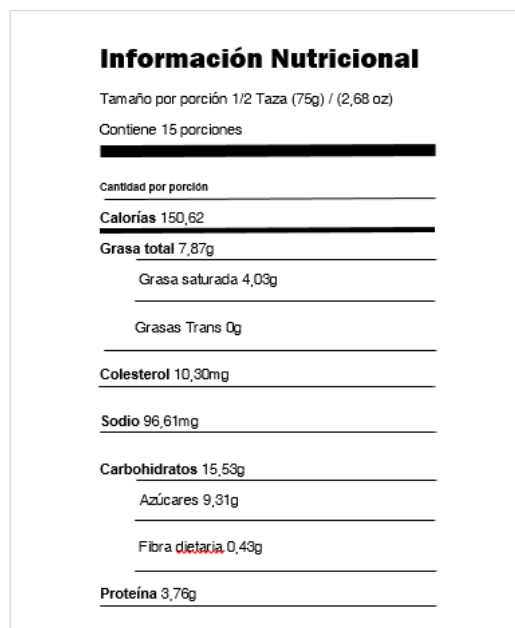 Información Nutricional
Tamaño por porción 1/2 Taza (75g) / (2,68 oz)
Contiene 15 porciones
Cantidad por porción
Calorías 150,62
Grasa total 7,87g
Grasa saturada 4,03g
Grasas Trans 0g
Colesterol 10,30mg
Sodio 96,61mg
Carbohidratos 15,53g
Azúcares 9,31g
Fibra dietaria 0,43g
Proteína 3,76g